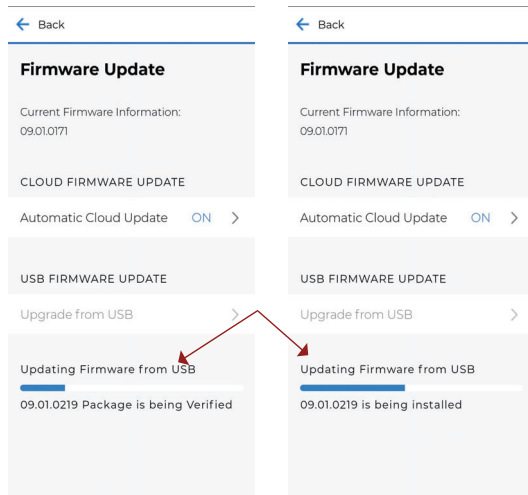 Back
Firmware Update
Current Firmware Information:
09.01.0171
CLOUD FIRMWARE UPDATE
Automatic Cloud Update ON
USB FIRMWARE UPDATE
Upgrade from USB
Updating Firmware from USB
09.01.0219 Package is being Verified
Back
Firmware Update
Current Firmware Information:
09.01.0171
CLOUD FIRMWARE UPDATE
Automatic Cloud Update ON
USB FIRMWARE UPDATE
Upgrade from USB
Updating Firmware from USB
09.01.0219 is being installed